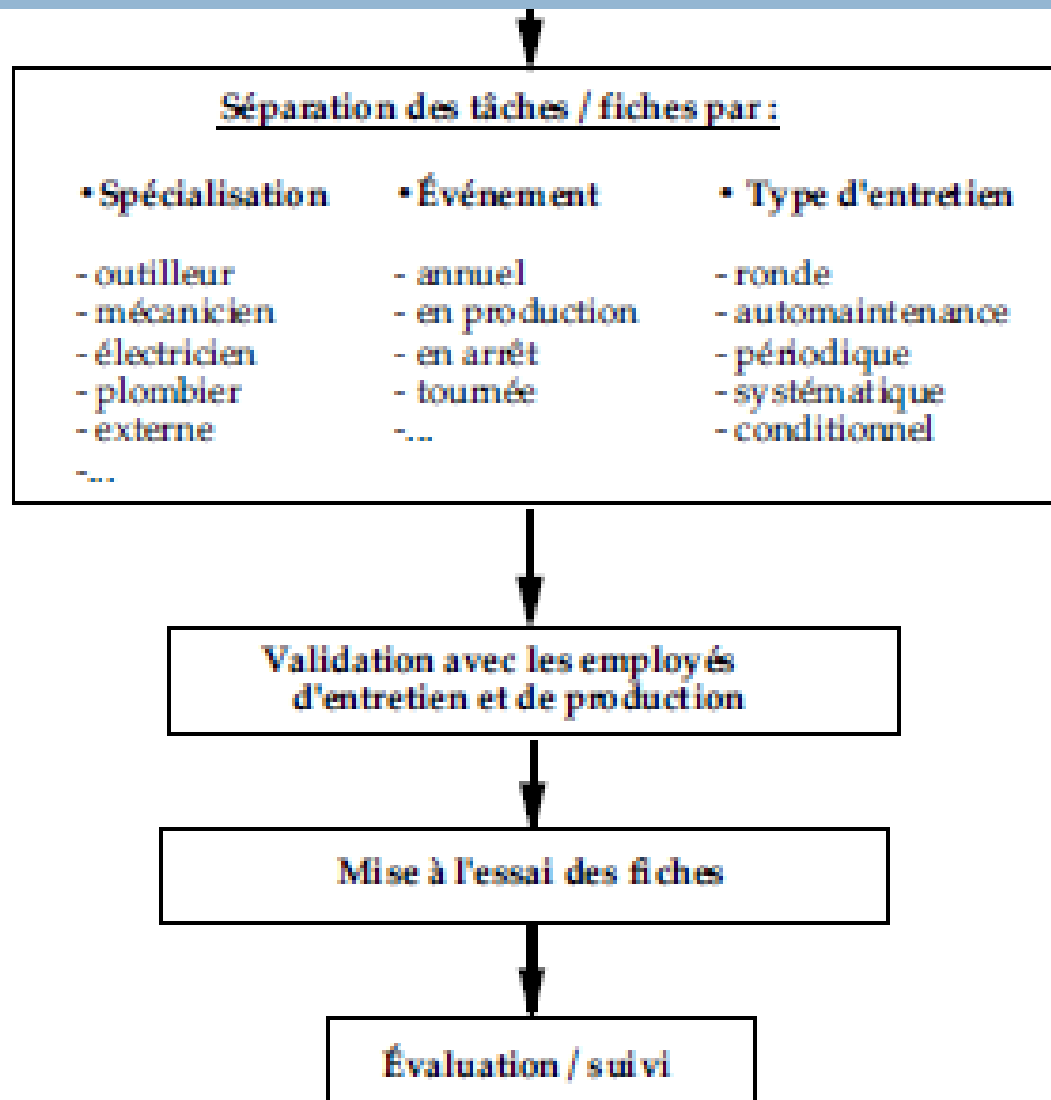 Séparation des tâches / fiches par :
• Spécialisation • Événement • Type d'entretien
- outilleur - annuel - ronde
- mécanicien - en production - automaintenance
- électricien - en arrêt - périodique
- plombier - tournée - systématique
- externe -... - conditionnel
-...
Validation avec les employés
d'entretien et de production
Mise à l'essai des fiches
Évaluation / suivi